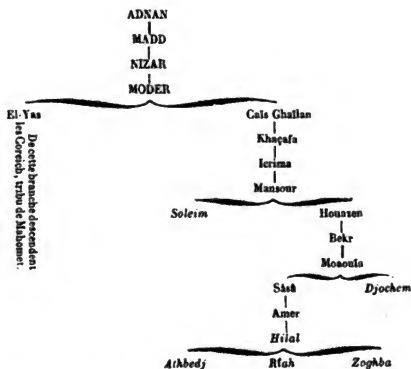 ADNAN
MADD
NIZAR
MODER
El-Yas
Caïs Ghaïlan
De cette branche descendent
les Coreich, tribu de Mahomet.
Khaçafa
Icrima
Mansour
Soleim
Houazen
Bekr
Moaouïa
Sâsâ
Djochem
Amer
Hilal
Athbedj
Rîah
Zoghba